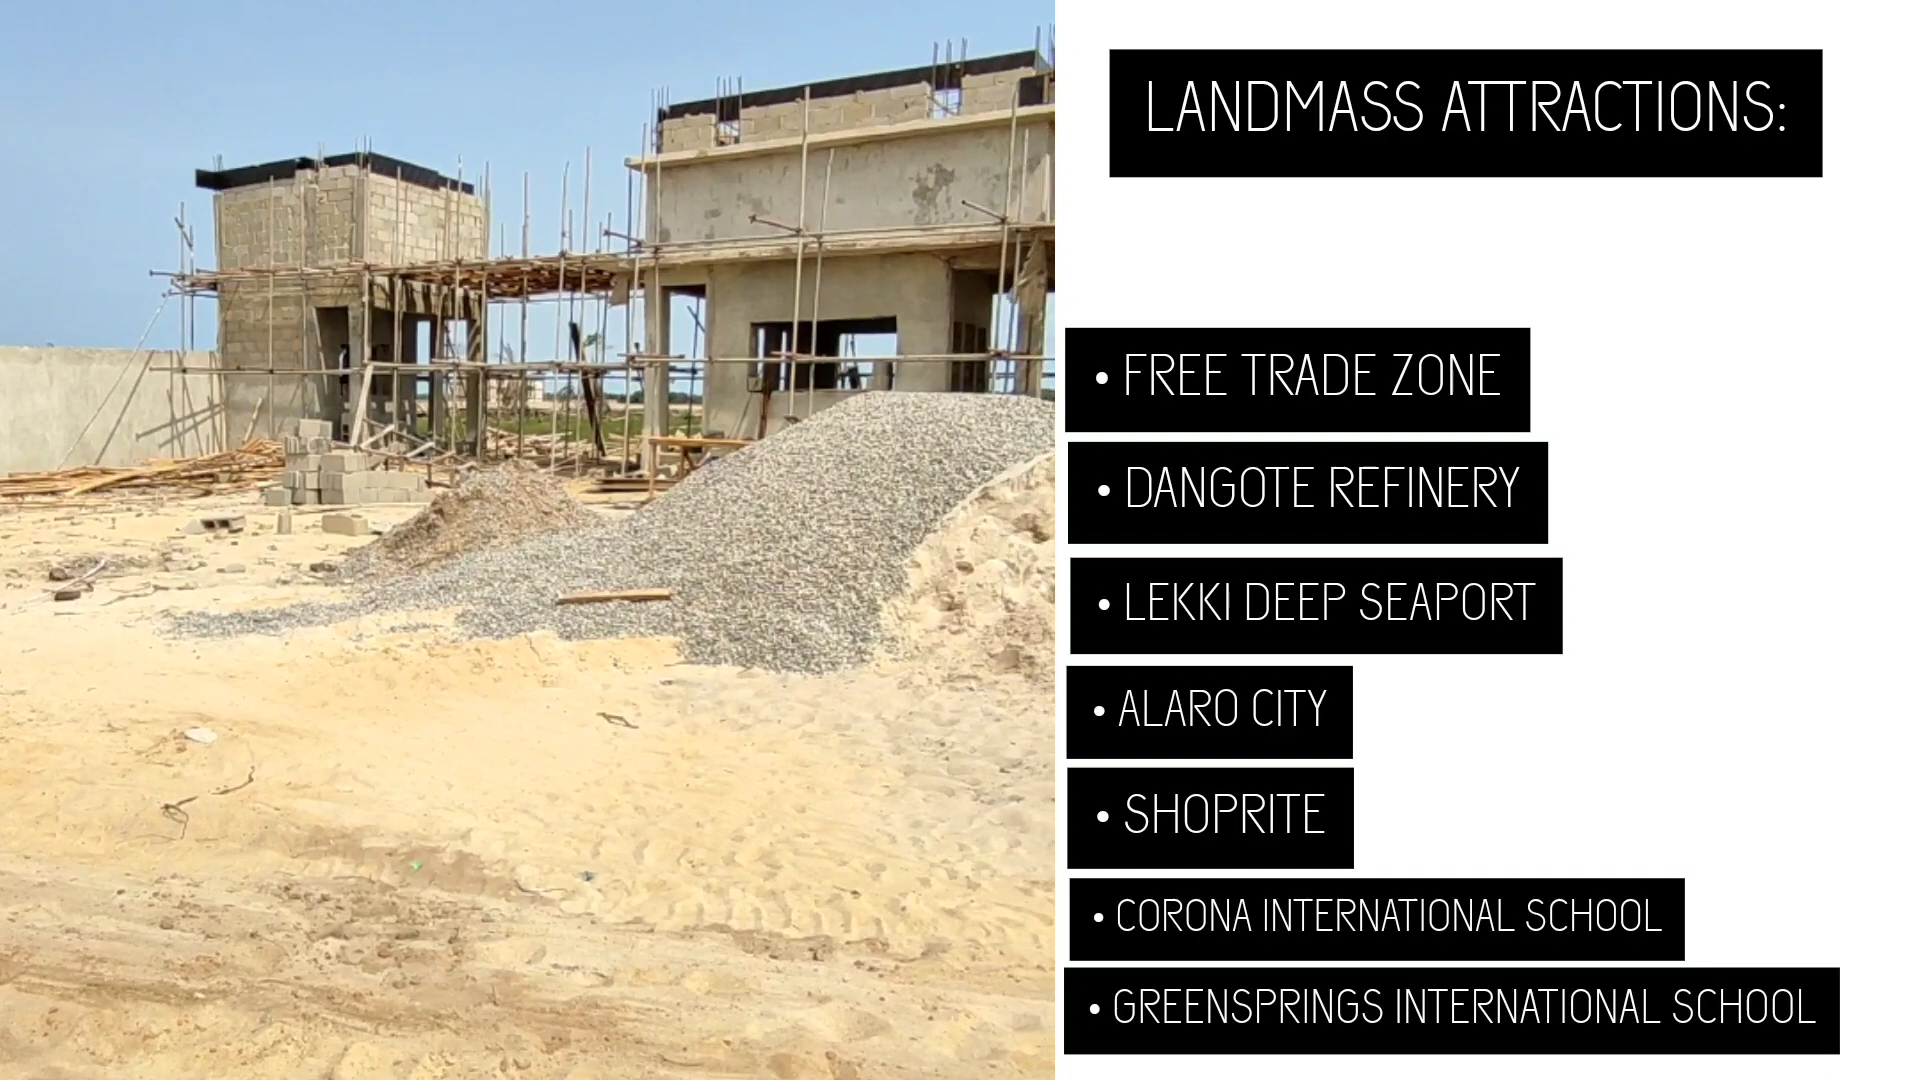 LANDMASS ATTRACTIONS:
• FREE TRADE ZONE
• DANGOTE REFINERY
• LEKKI DEEP SEAPORT
• ALARO CITY
• SHOPRITE
• CORONA INTERNATIONAL SCHOOL
• GREENSPRINGS INTERNATIONAL SCHOOL